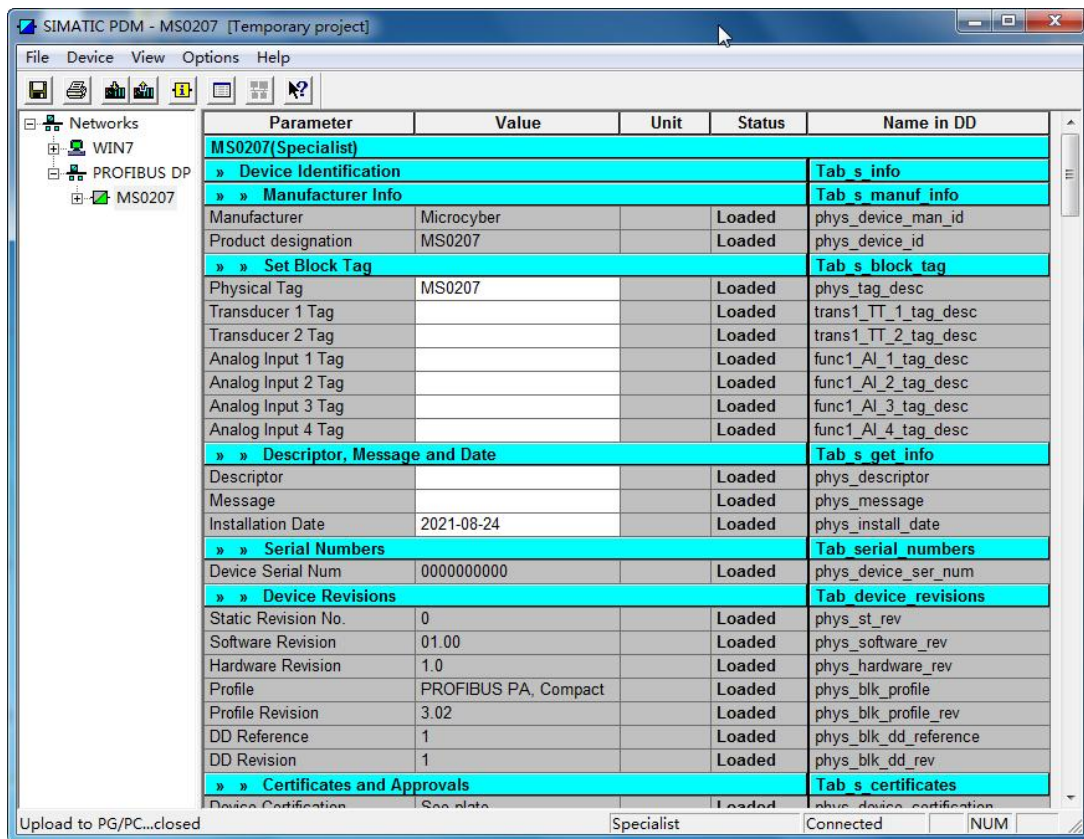 SIMATIC PDM - MS0207 [Temporary project]
File Device View Options Help
Networks
WIN7
PROFIBUS DP
MS0207
Parameter Value Unit Status Name in DD
MS0207(Specialist)
» Device Identification Tab_s_info
» » Manufacturer Info Tab_s_manuf_info
Manufacturer Microcyber Loaded phys_device_man_id
Product designation MS0207 Loaded phys_device_id
» » Set Block Tag Tab_s_block_tag
Physical Tag MS0207 Loaded phys_tag_desc
Transducer 1 Tag Loaded trans1_TT_1_tag_desc
Transducer 2 Tag Loaded trans1_TT_2_tag_desc
Analog Input 1 Tag Loaded func1_AI_1_tag_desc
Analog Input 2 Tag Loaded func1_AI_2_tag_desc
Analog Input 3 Tag Loaded func1_AI_3_tag_desc
Analog Input 4 Tag Loaded func1_AI_4_tag_desc
» » Descriptor, Message and Date Tab_s_get_info
Descriptor Loaded phys_descriptor
Message Loaded phys_message
Installation Date 2021-08-24 Loaded phys_install_date
» » Serial Numbers Tab_serial_numbers
Device Serial Num 0000000000 Loaded phys_device_ser_num
» » Device Revisions Tab_device_revisions
Static Revision No. 0 Loaded phys_st_rev
Software Revision 01.00 Loaded phys_software_rev
Hardware Revision 1.0 Loaded phys_hardware_rev
Profile PROFIBUS PA, Compact Loaded phys_blk_profile
Profile Revision 3.02 Loaded phys_blk_profile_rev
DD Reference 1 Loaded phys_blk_dd_reference
DD Revision 1 Loaded phys_blk_dd_rev
» » Certificates and Approvals Tab_s_certificates
Device Certification See plate Loaded phys_device_certification
Upload to PG/PC...closed Specialist Connected NUM